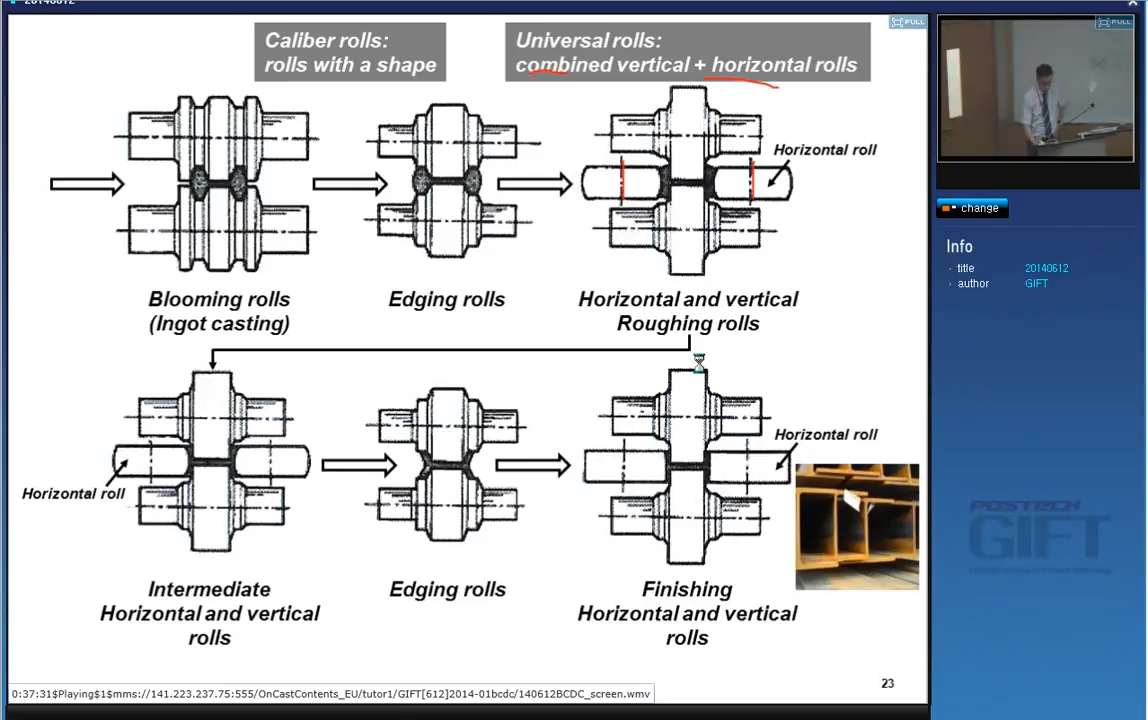 20140612
Caliber rolls:
rolls with a shape
Universal rolls:
combined vertical + horizontal rolls
FULL
FULL
Horizontal roll
change
Info
title 20140612
author GIFT
Blooming rolls
(Ingot casting)
Edging rolls
Horizontal and vertical
Roughing rolls
Horizontal roll
Horizontal roll
POSTECH
GIFT
Intermediate
Horizontal and vertical
rolls
Edging rolls
Finishing
Horizontal and vertical
rolls
23
0:37:31$Playing$1$mms://141.223.237.75:555/OnCastContents_EU/tutor1/GIFT[612]2014-01bcdc/140612BCDC_screen.wmv